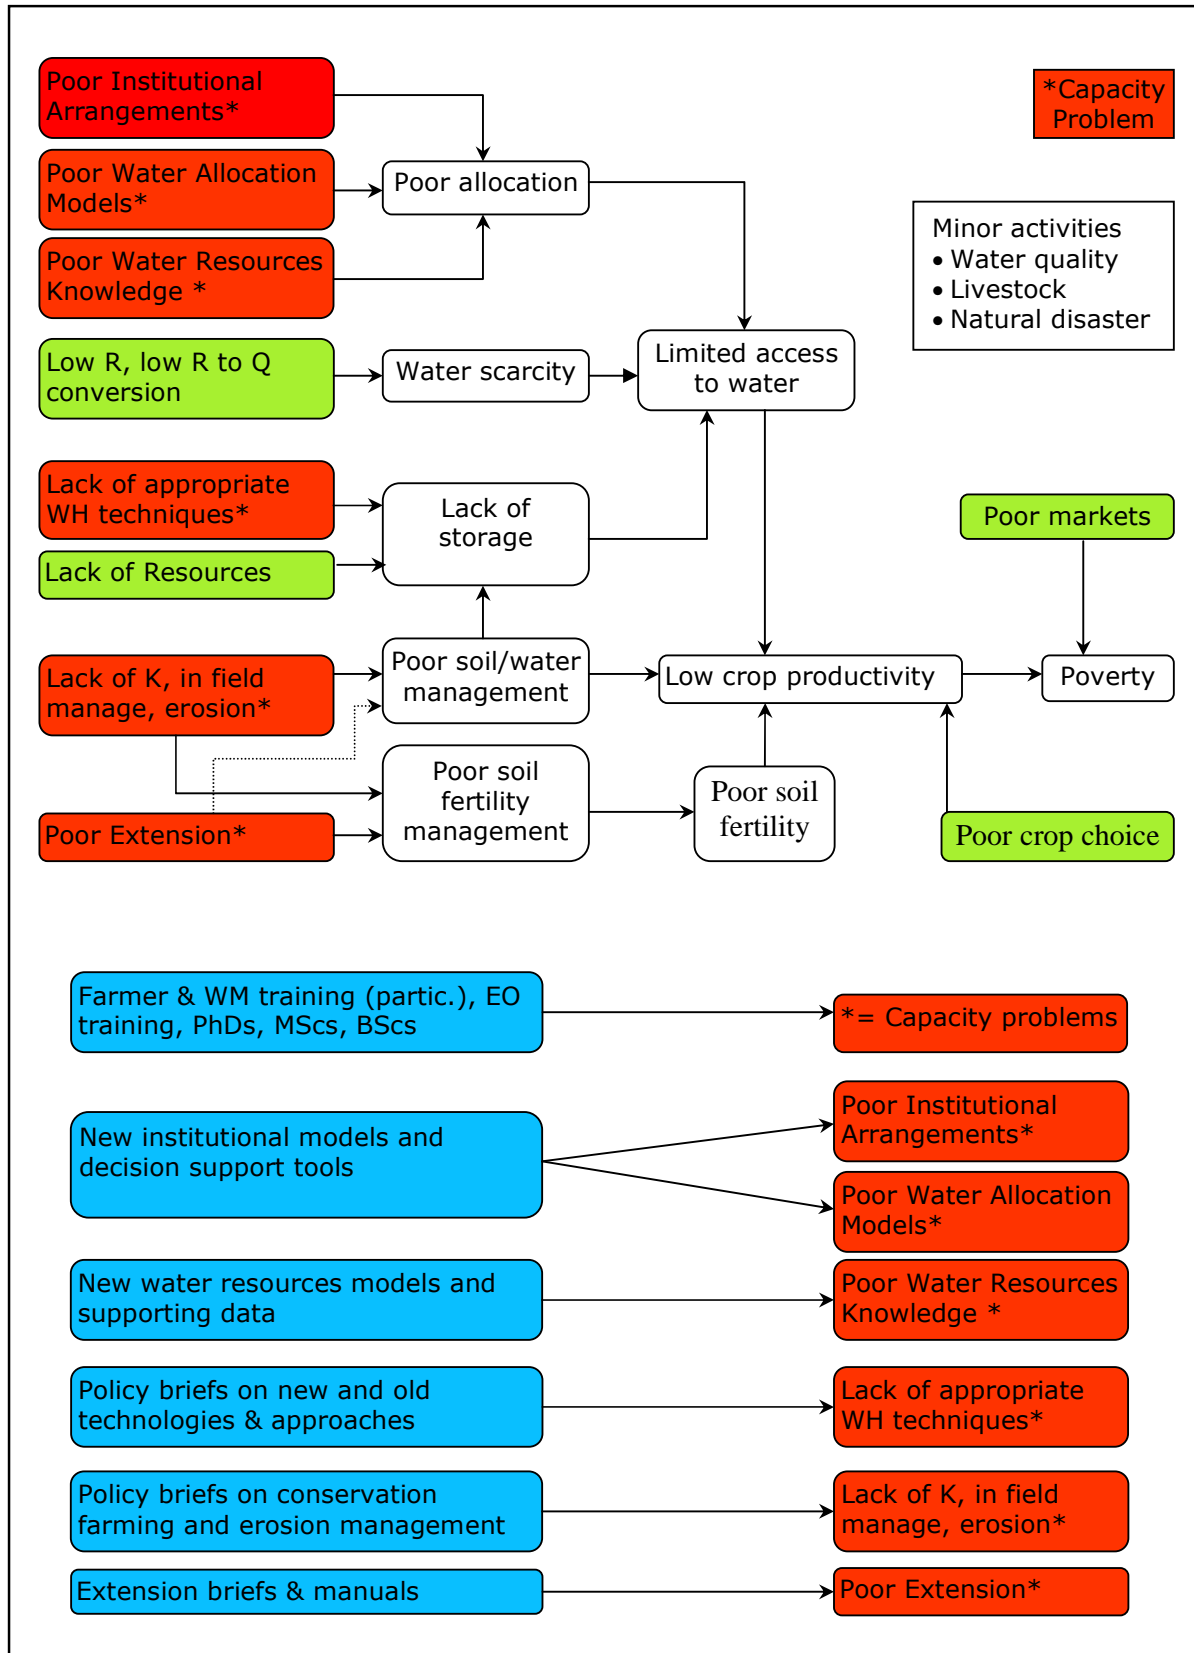 Poor Institutional
Arrangements*
*Capacity
Problem
Poor Water Allocation
Models*
Poor allocation
Poor Water Resources
Knowledge *
Minor activities
• Water quality
• Livestock
• Natural disaster
Low R, low R to Q
conversion
Water scarcity
Limited access
to water
Lack of appropriate
WH techniques*
Lack of
storage
Poor markets
Lack of Resources
Lack of K, in field
manage, erosion*
Poor soil/water
management
Low crop productivity
Poverty
Poor soil
fertility
management
Poor soil
fertility
Poor Extension*
Poor crop choice
Farmer & WM training (partic.), EO
training, PhDs, MScs, BScs
*= Capacity problems
New institutional models and
decision support tools
Poor Institutional
Arrangements*
Poor Water Allocation
Models*
New water resources models and
supporting data
Poor Water Resources
Knowledge *
Policy briefs on new and old
technologies & approaches
Lack of appropriate
WH techniques*
Policy briefs on conservation
farming and erosion management
Lack of K, in field
manage, erosion*
Extension briefs & manuals
Poor Extension*